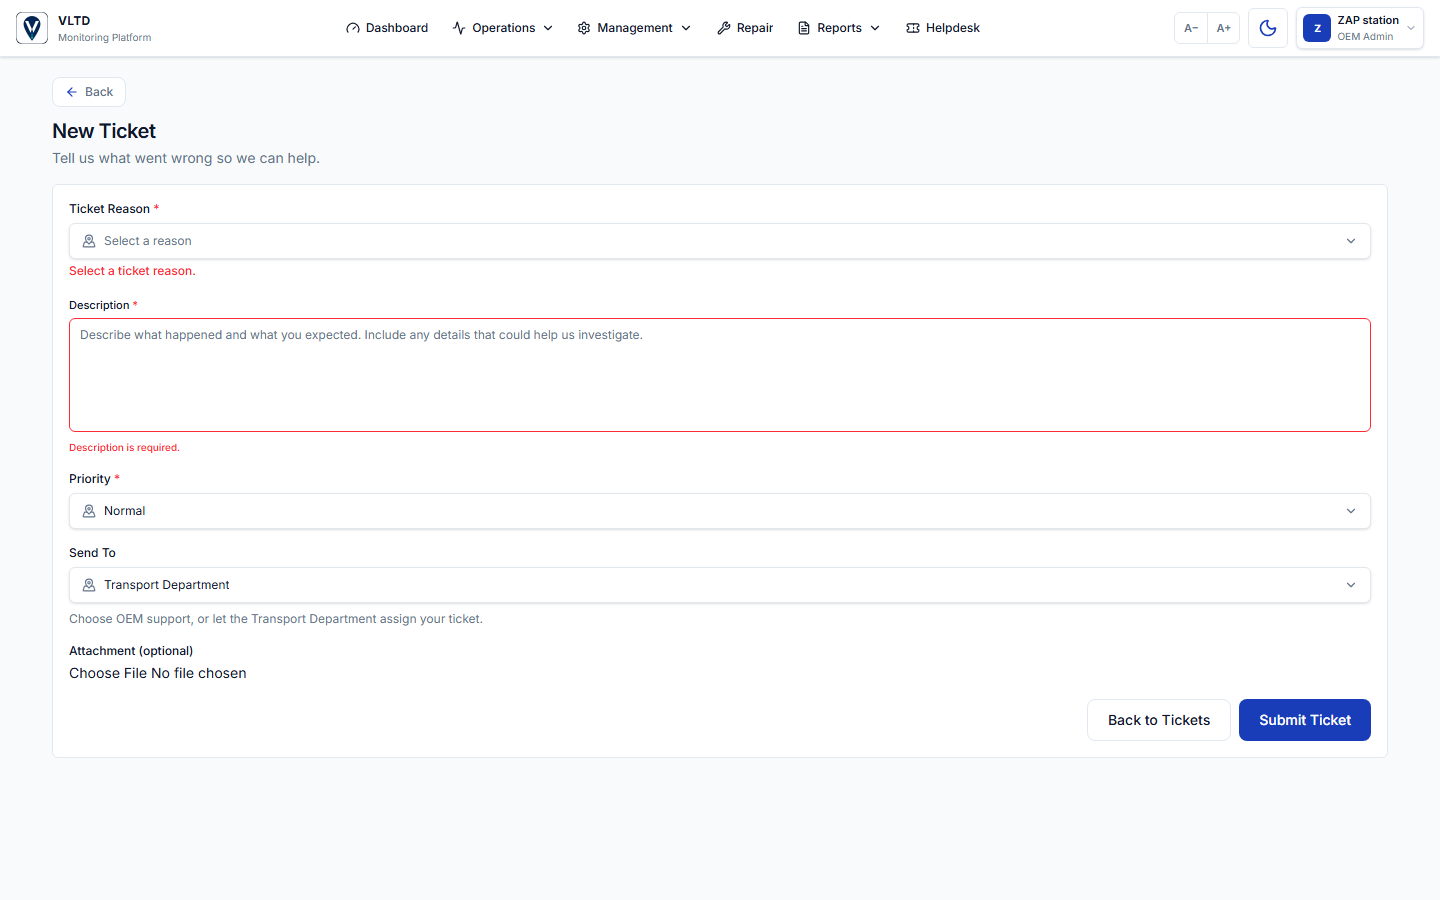 VLTD
Monitoring Platform
Dashboard
Operations
Management
Repair
Reports
Helpdesk
A−
A+
Z
ZAP station
OEM Admin
Back
New Ticket
Tell us what went wrong so we can help.
Ticket Reason *
Select a reason
Select a ticket reason.
Description *
Describe what happened and what you expected. Include any details that could help us investigate.
Description is required.
Priority *
Normal
Send To
Transport Department
Choose OEM support, or let the Transport Department assign your ticket.
Attachment (optional)
Choose File No file chosen
Back to Tickets
Submit Ticket